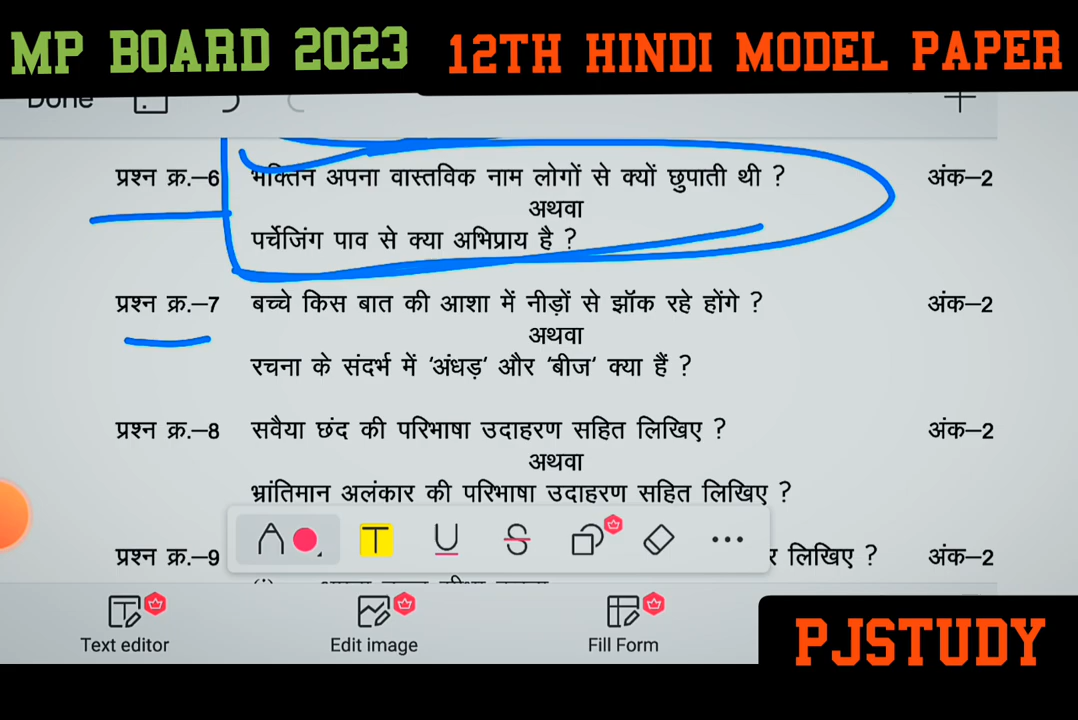 MP BOARD 2023 12TH HINDI MODEL PAPER
Done
प्रश्न क्र.–6 भक्तिन अपना वास्तविक नाम लोगों से क्यों छुपाती थी ? अंक–2
अथवा
पर्चेजिंग पाव से क्या अभिप्राय है ?
प्रश्न क्र.–7 बच्चे किस बात की आशा में नीड़ों से झॉक रहे होंगे ? अंक–2
अथवा
रचना के संदर्भ में ‘अंधड़‘ और ‘बीज‘ क्या हैं ?
प्रश्न क्र.–8 सवैया छंद की परिभाषा उदाहरण सहित लिखिए ? अंक–2
अथवा
भ्रांतिमान अलंकार की परिभाषा उदाहरण सहित लिखिए ?
प्रश्न क्र.–9 लिखिए ? अंक–2
Text editor Edit image Fill Form
PJSTUDY